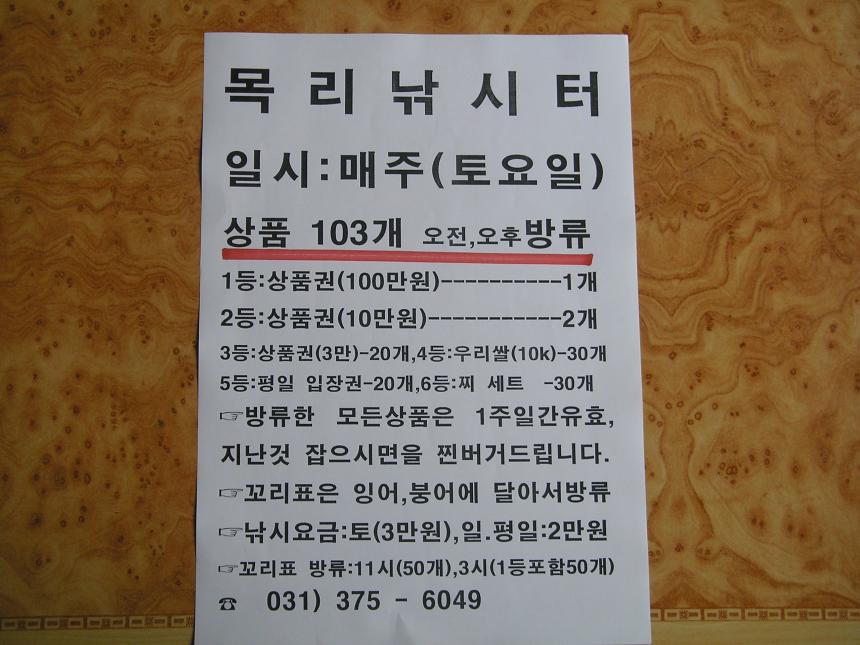 목 리 낚 시 터
일시:매주(토요일)
상품 103개 오전,오후방류
1등:상품권(100만원)----------1개
2등:상품권(10만원)-----------2개
3등:상품권(3만)-20개,4등:우리쌀(10k)-30개
5등:평일 입장권-20개,6등:찌 세트 -30개
☞방류한 모든상품은 1주일간유효,
지난것 잡으시면을 찐버거드립니다.
☞꼬리표은 잉어,붕어에 달아서방류
☞낚시요금:토(3만원),일.평일:2만원
☞꼬리표 방류:11시(50개),3시(1등포함50개)
☎ 031) 375 - 6049